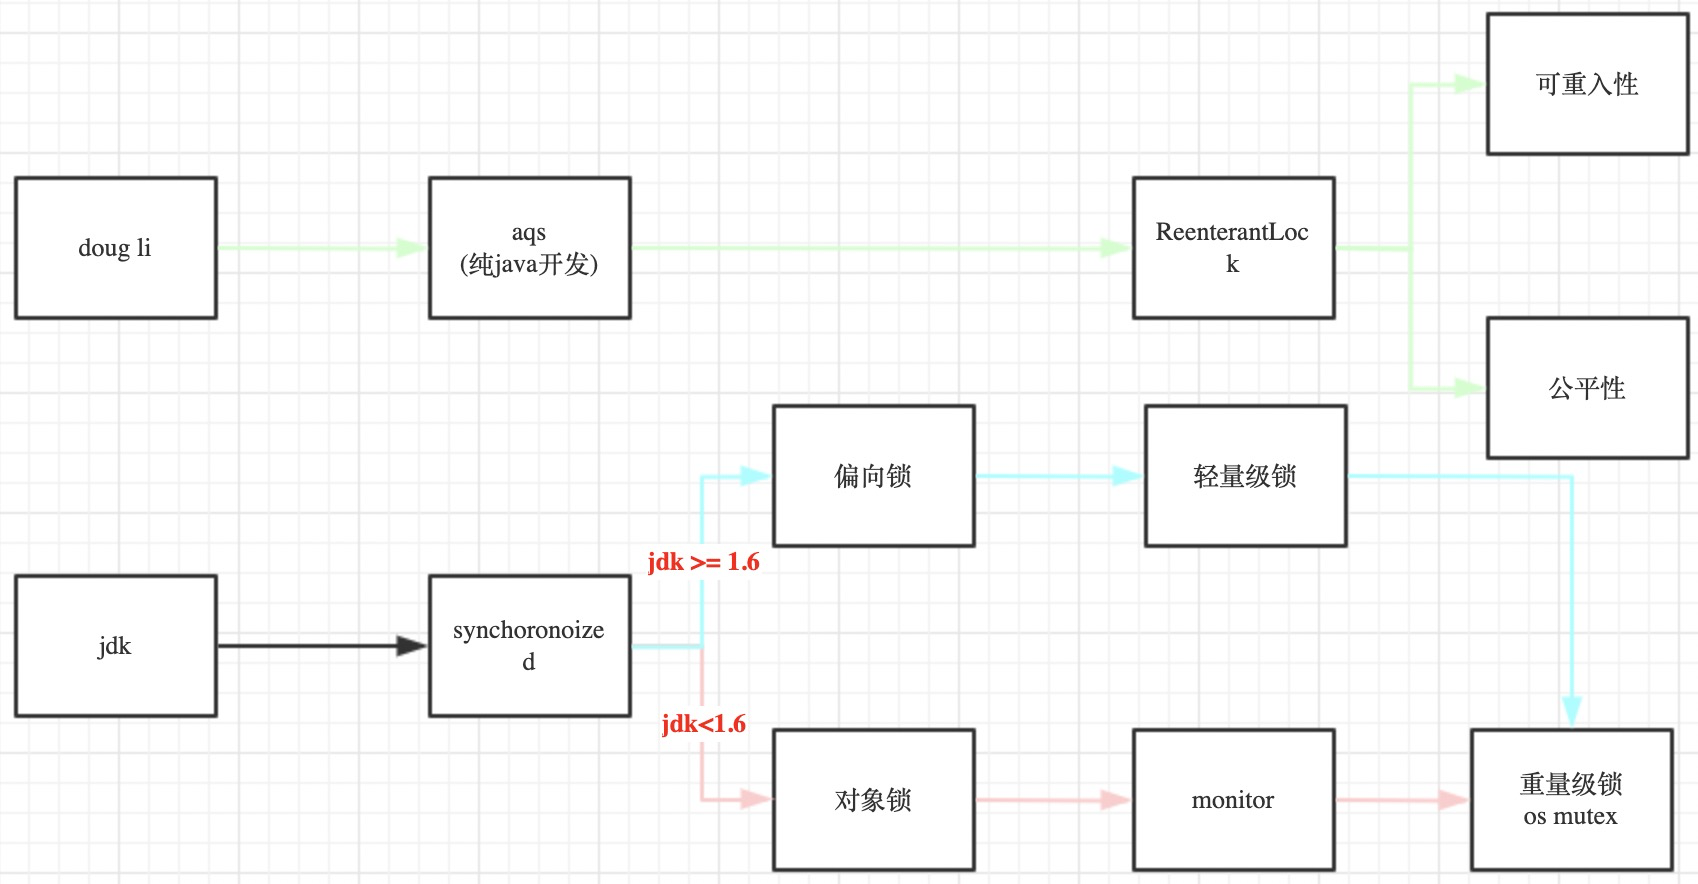 可重入性
doug li
aqs
(纯java开发)
ReenterantLoc
k
公平性
偏向锁
轻量级锁
jdk >= 1.6
jdk
synchoronoize
d
jdk<1.6
对象锁
monitor
重量级锁
os mutex